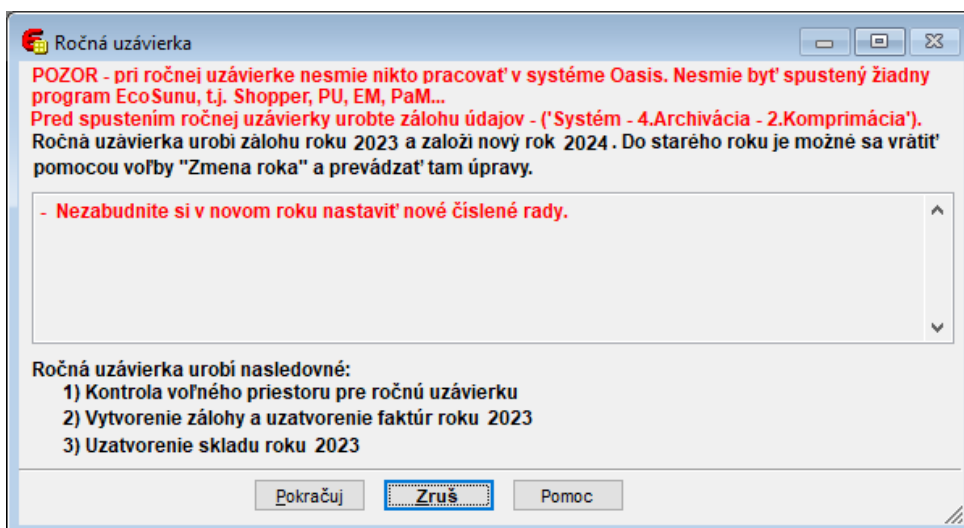 Ročná uzávierka
POZOR - pri ročnej uzávierke nesmie nikto pracovať v systéme Oasis. Nesmie byť spustený žiadny
program EcoSunu, t.j. Shopper, PU, EM, PaM...
Pred spustením ročnej uzávierky urobte zálohu údajov - ('Systém - 4.Archivácia - 2.Komprimácia').
Ročná uzávierka urobí zálohu roku 2023 a založí nový rok 2024. Do starého roku je možné sa vrátiť
pomocou voľby "Zmena roka" a prevádzať tam úpravy.
- Nezabudnite si v novom roku nastaviť nové číslené rady.
Ročná uzávierka urobí nasledovné:
1) Kontrola voľného priestoru pre ročnú uzávierku
2) Vytvorenie zálohy a uzatvorenie faktúr roku 2023
3) Uzatvorenie skladu roku 2023
Pokračuj Zruš Pomoc